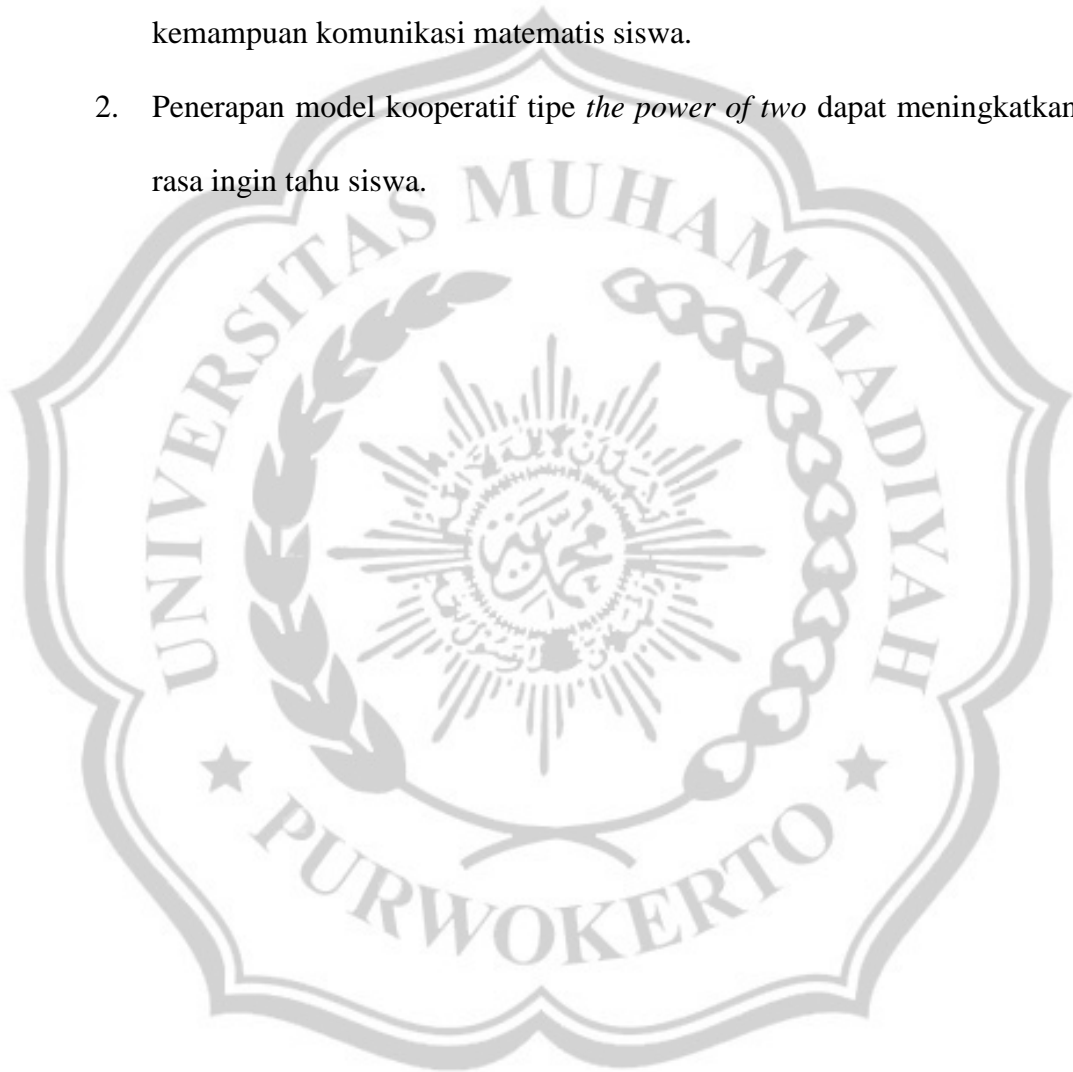 kemampuan komunikasi matematis siswa.
2. Penerapan model kooperatif tipe the power of two dapat meningkatkan
rasa ingin tahu siswa.
UNIVERSITAS MUHAMMADIYAH
PURWOKERTO